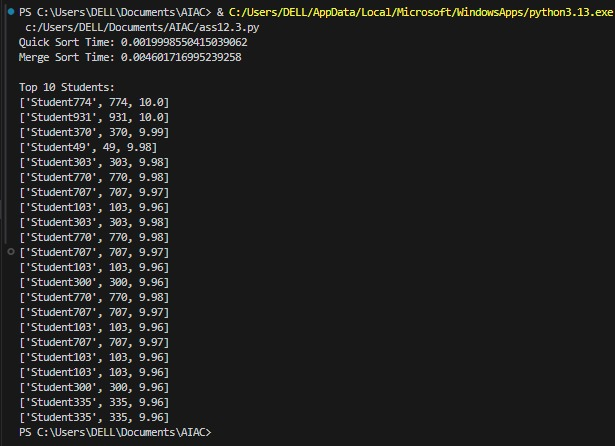 PS C:\Users\DELL\Documents\AIAC> & C:/Users/DELL/AppData/Local/Microsoft/WindowsApps/python3.13.exe
c:/Users/DELL/Documents/AIAC/ass12.3.py
Quick Sort Time: 0.0019998550415039062
Merge Sort Time: 0.004601716995239258

Top 10 Students:
['Student774', 774, 10.0]
['Student931', 931, 10.0]
['Student370', 370, 9.99]
['Student49', 49, 9.98]
['Student303', 303, 9.98]
['Student770', 770, 9.98]
['Student707', 707, 9.97]
['Student103', 103, 9.96]
['Student303', 303, 9.98]
['Student770', 770, 9.98]
['Student707', 707, 9.97]
['Student103', 103, 9.96]
['Student300', 300, 9.96]
['Student770', 770, 9.98]
['Student707', 707, 9.97]
['Student103', 103, 9.96]
['Student707', 707, 9.97]
['Student103', 103, 9.96]
['Student103', 103, 9.96]
['Student300', 300, 9.96]
['Student335', 335, 9.96]
['Student335', 335, 9.96]
PS C:\Users\DELL\Documents\AIAC>